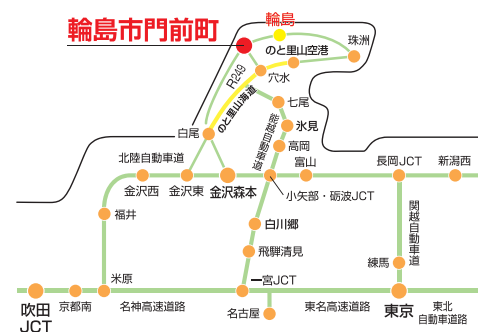 輪島市門前町
輪島
珠洲
のと里山空港
R249
穴水
のと里山海道
七尾
能越自動車道
氷見
白尾
高岡
北陸自動車道
富山
長岡JCT
新潟西
金沢西
金沢東
金沢森本
小矢部・砺波JCT
福井
白川郷
関越自動車道
飛騨清見
練馬
米原
一宮JCT
吹田
JCT
京都南
名神高速道路
名古屋
東名高速道路
東京
東北
自動車道路